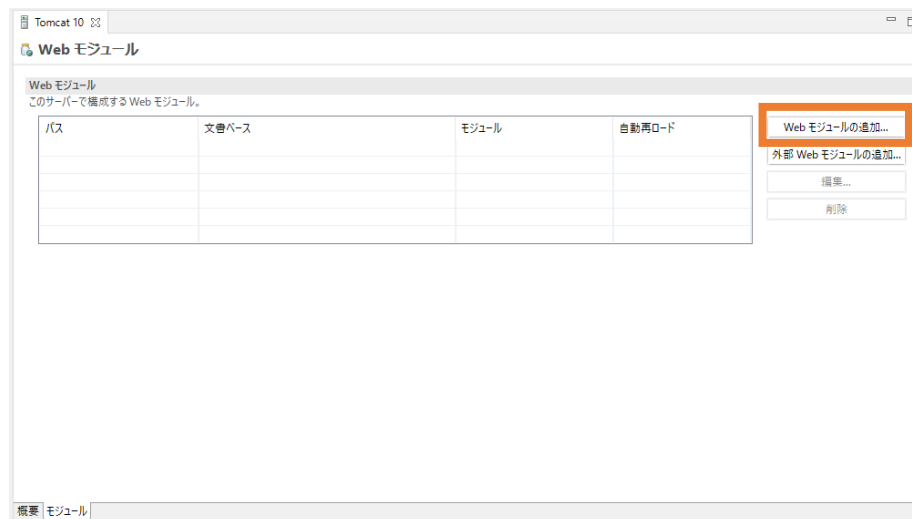 Tomcat 10
Web モジュール
Web モジュール
このサーバーで構成する Web モジュール。
パス 文書ベース モジュール 自動再ロード
Web モジュールの追加...
外部 Web モジュールの追加...
編集...
削除
概要 モジュール